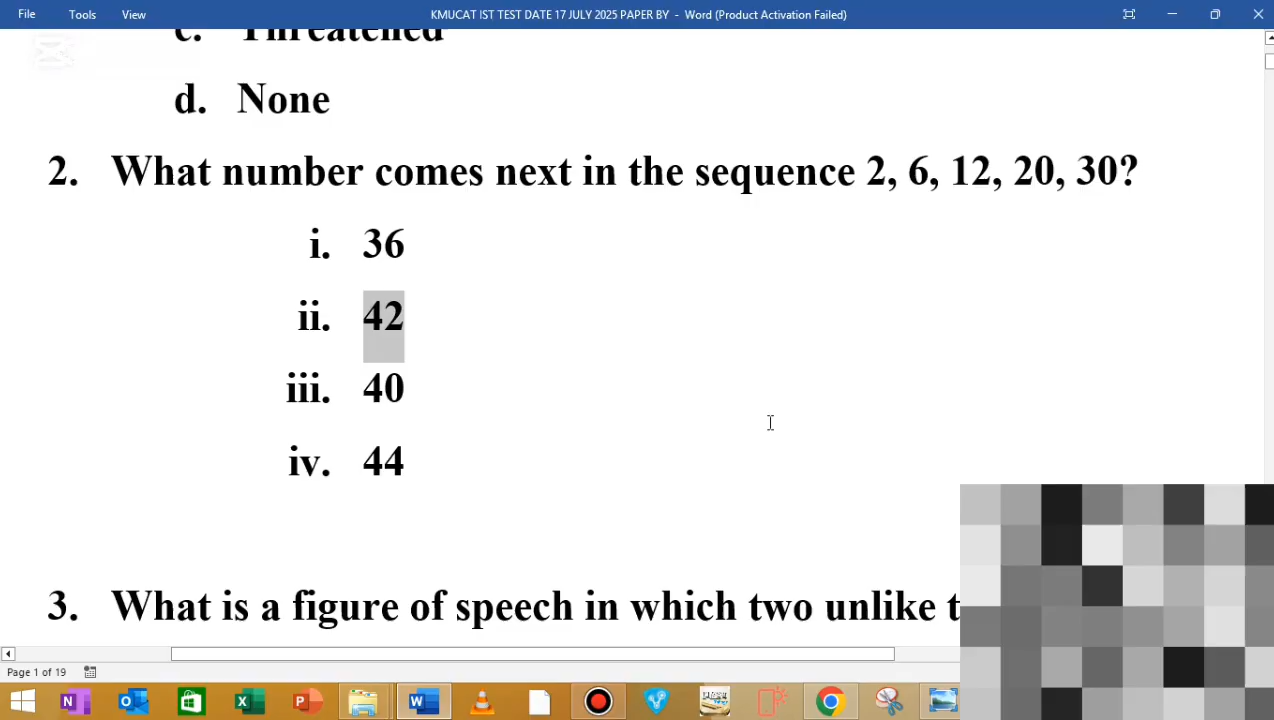 File Tools View KMUCAT IST TEST DATE 17 JULY 2025 PAPER BY - Word (Product Activation Failed)
c. Threatened
d. None
2. What number comes next in the sequence 2, 6, 12, 20, 30?
i. 36
ii. 42
iii. 40
iv. 44
3. What is a figure of speech in which two unlike t
Page 1 of 19